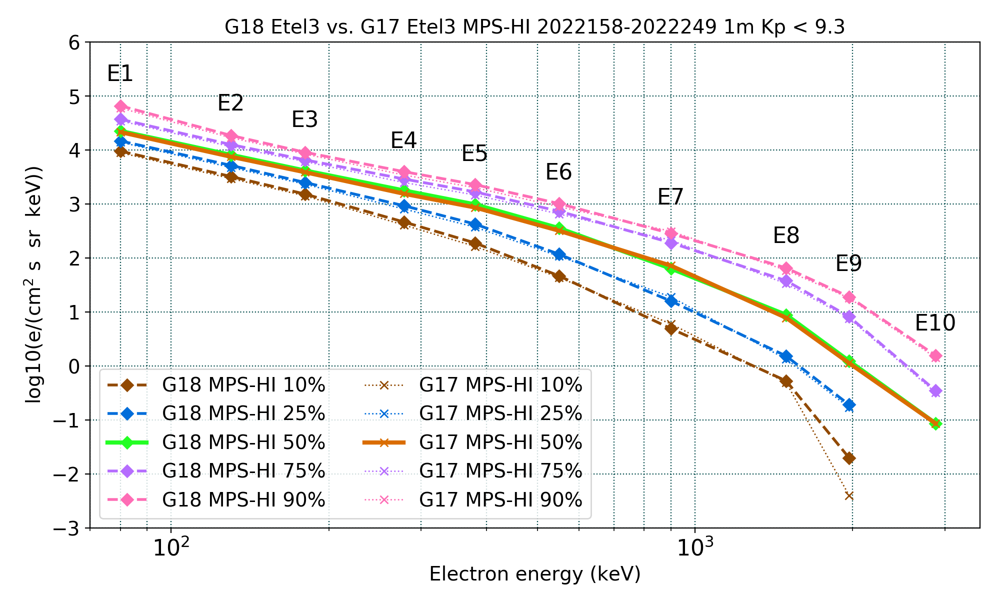 G18 Etel3 vs. G17 Etel3 MPS-HI 2022158-2022249 1m Kp < 9.3
6
5
4
3
2
1
0
−1
−2
−3
log10(e/(cm² s sr keV))
E1
E2
E3
E4
E5
E6
E7
E8
E9
E10
G18 MPS-HI 10%
G18 MPS-HI 25%
G18 MPS-HI 50%
G18 MPS-HI 75%
G18 MPS-HI 90%
G17 MPS-HI 10%
G17 MPS-HI 25%
G17 MPS-HI 50%
G17 MPS-HI 75%
G17 MPS-HI 90%
10²
10³
Electron energy (keV)